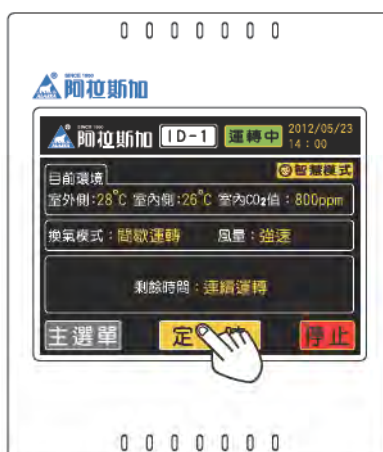 SINCE 1990
阿拉斯加
阿拉斯加 ID-1 運轉中 2012/05/23
14:00
目前環境 智慧模式
室外側:28°C 室內側:26°C 室內CO2值:800ppm
換氣模式:間歇運轉 風量:強速
剩餘時間:連續運轉
主選單 定 停止